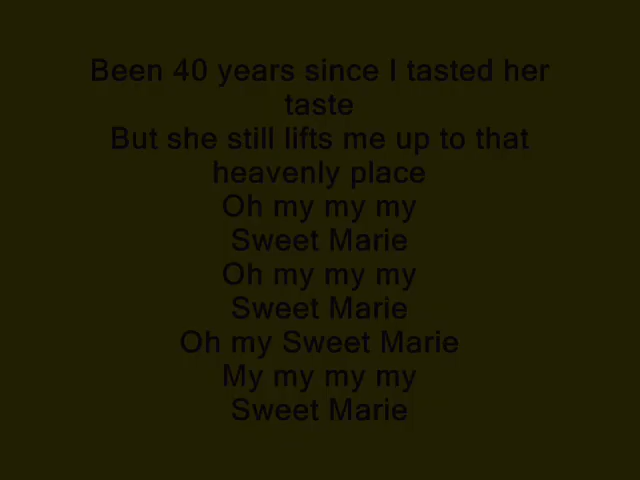 Been 40 years since I tasted her
taste
But she still lifts me up to that
heavenly place
Oh my my my
Sweet Marie
Oh my my my
Sweet Marie
Oh my Sweet Marie
My my my my
Sweet Marie